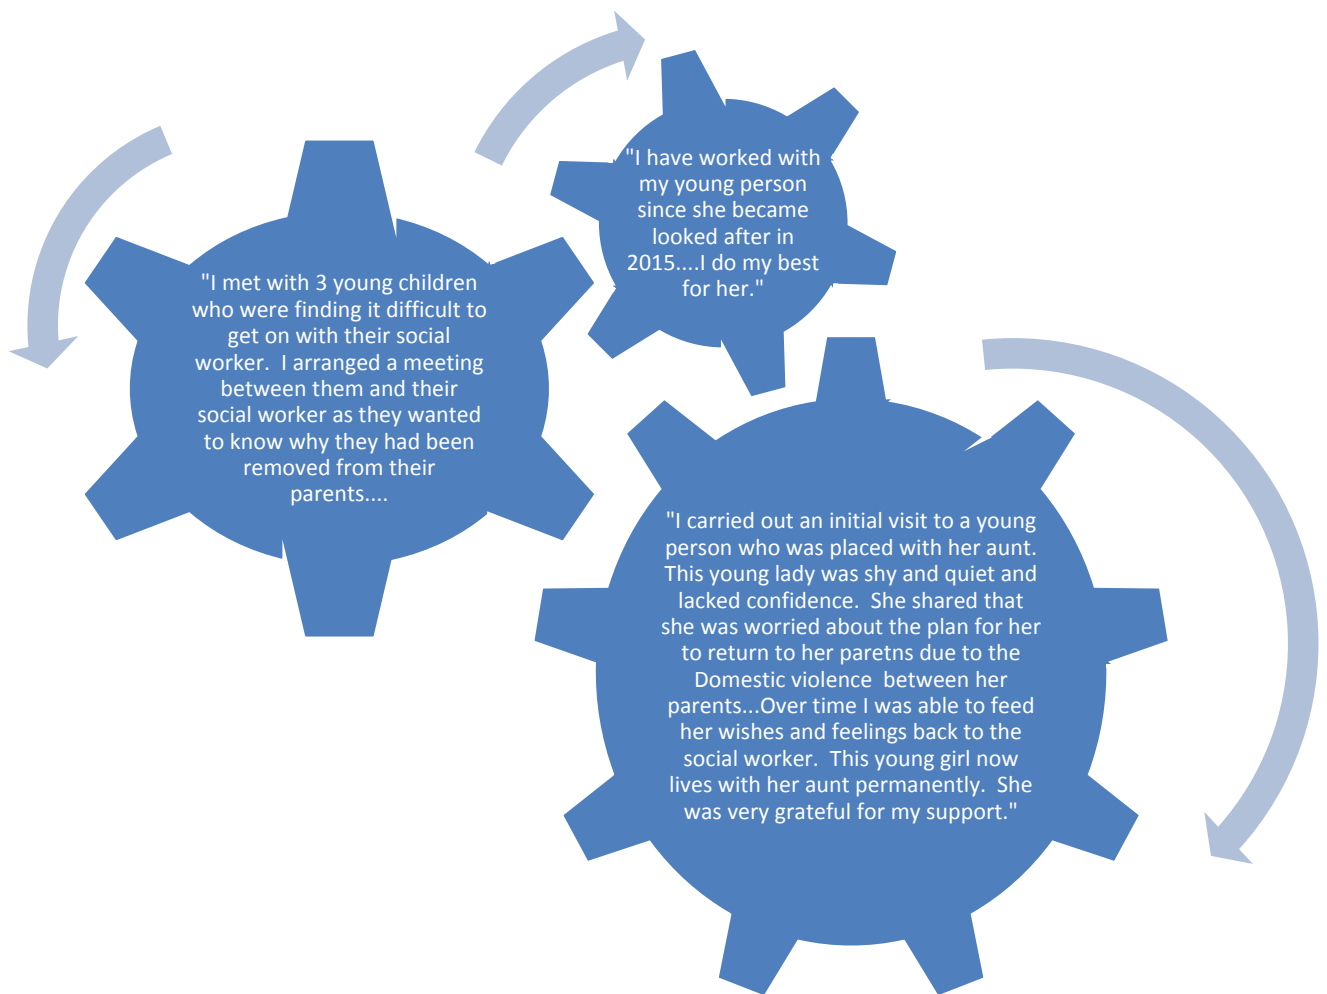 "I have worked with
my young person
since she became
looked after in
2015....I do my best
for her."
"I met with 3 young children
who were finding it difficult to
get on with their social
worker.  I arranged a meeting
between them and their
social worker as they wanted
to know why they had been
removed from their
parents....
"I carried out an initial visit to a young
person who was placed with her aunt.
This young lady was shy and quiet and
lacked confidence.  She shared that
she was worried about the plan for her
to return to her paretns due to the
Domestic violence  between her
parents...Over time I was able to feed
her wishes and feelings back to the
social worker.  This young girl now
lives with her aunt permanently.  She
was very grateful for my support."